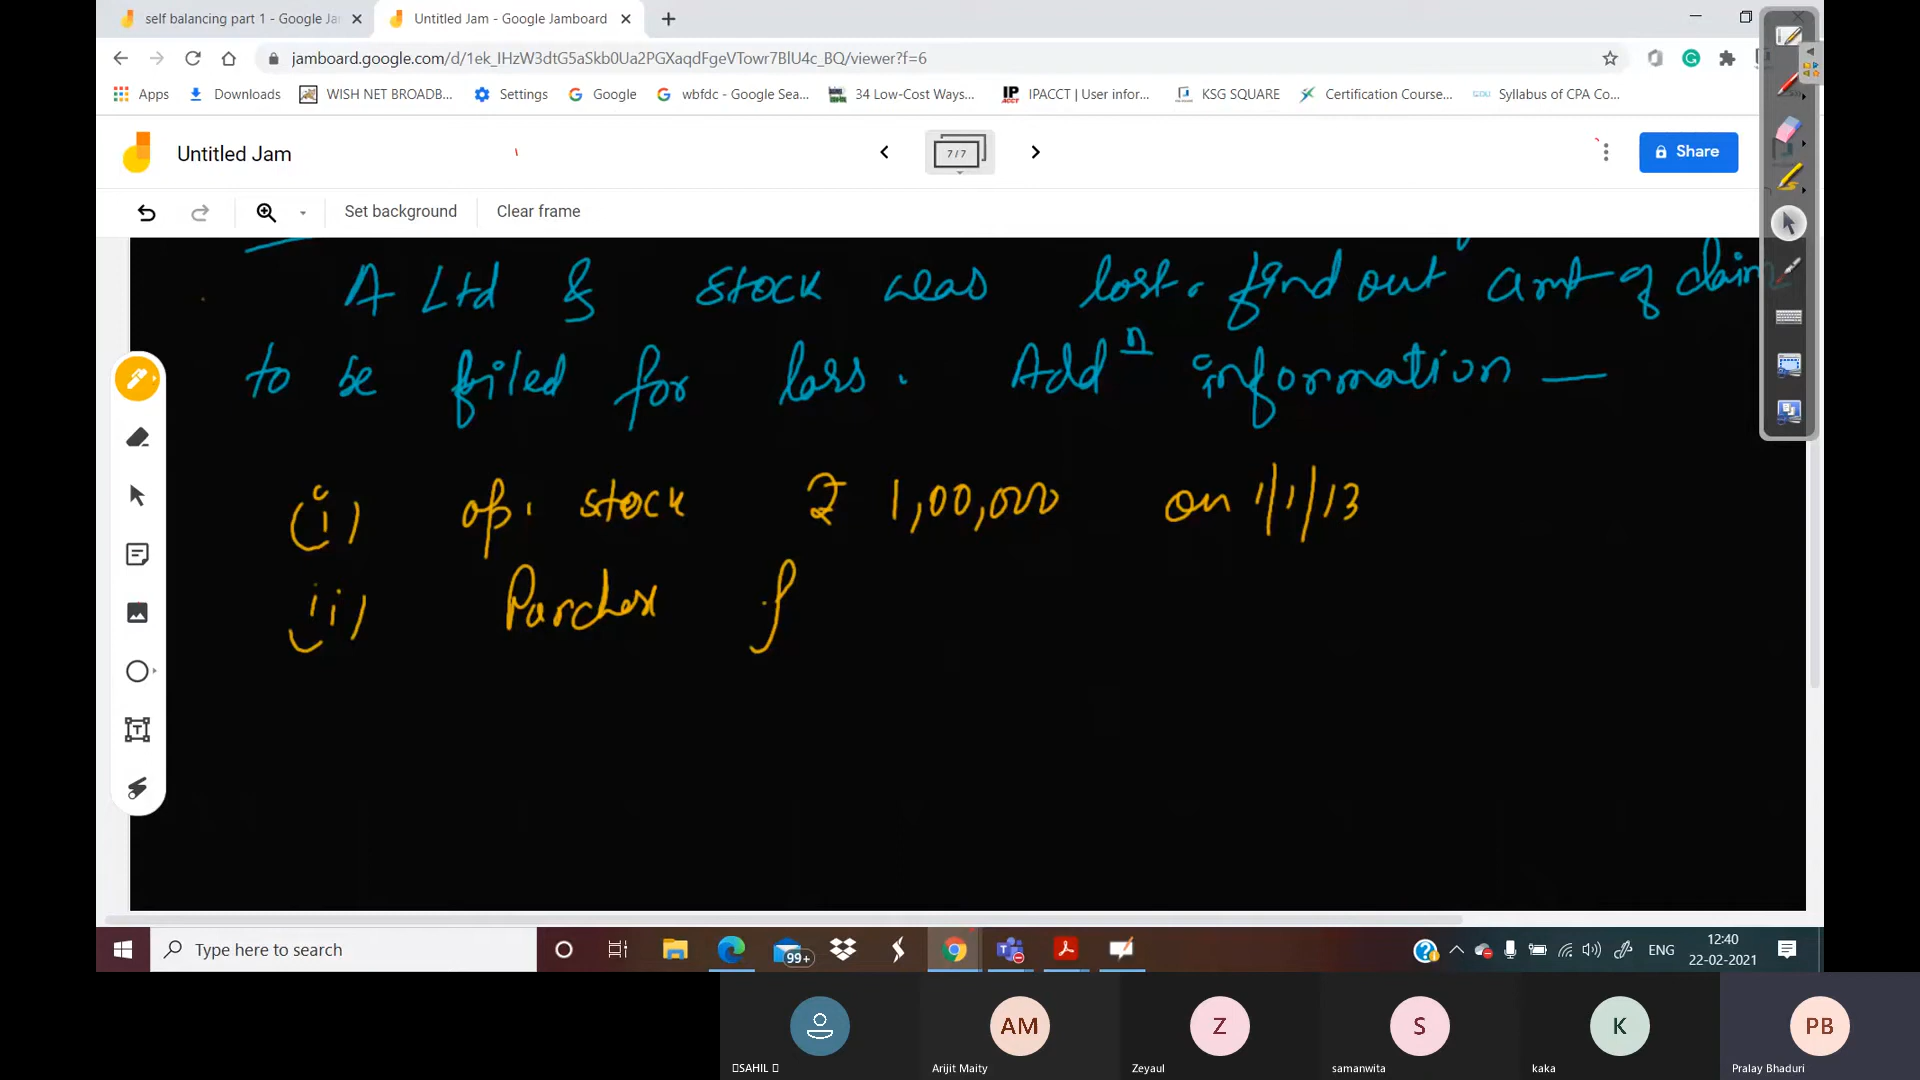 self balancing part 1 - Google Ja
Untitled Jam - Google Jamboard
jamboard.google.com/d/1ek_IHzW3dtG5aSkb0Ua2PGXaqdFgeVTowr7BlU4c_BQ/viewer?f=6
Apps Downloads WISH NET BROADB... Settings Google wbfdc - Google Sea... 34 Low-Cost Ways... IPACCT | User infor... KSG SQUARE Certification Course... Syllabus of CPA Co...
Untitled Jam
7 / 7
Share
Set background Clear frame
A Ltd & stock was lost. find out amt of claim
to be filed for loss. Addn information —
(i) op. stock ₹ 1,00,000 on 1/1/13
(ii) Purchase f
Type here to search
99+
ENG
12:40
22-02-2021
AM Z S K PB
SAHIL Arijit Maity Zeyaul samanwita kaka Pralay Bhaduri